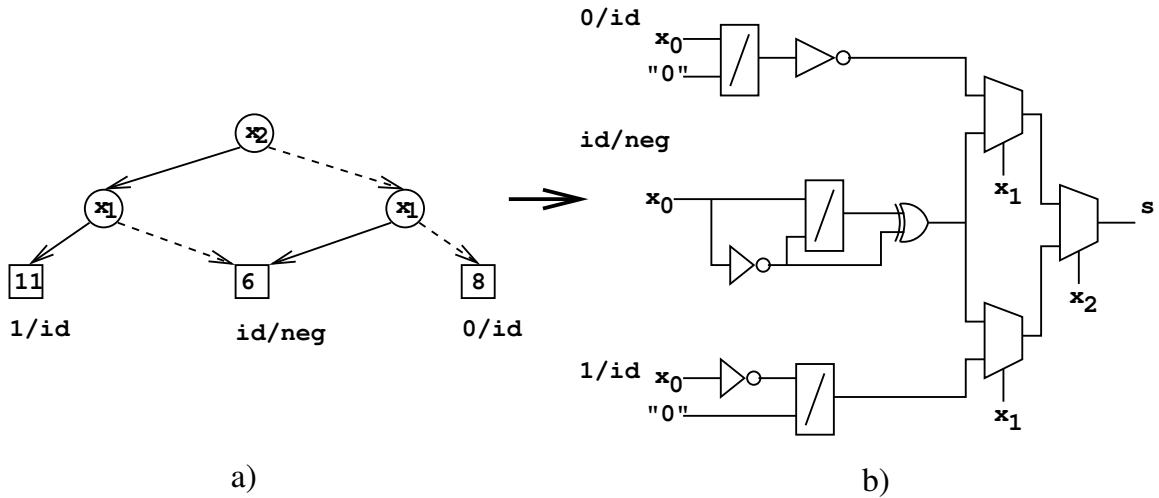 x2
x1
x1
11
6
8
1/id
id/neg
0/id
a)
0/id
x0
"0"
x1
id/neg
x0
s
x2
1/id
x0
"0"
x1
b)